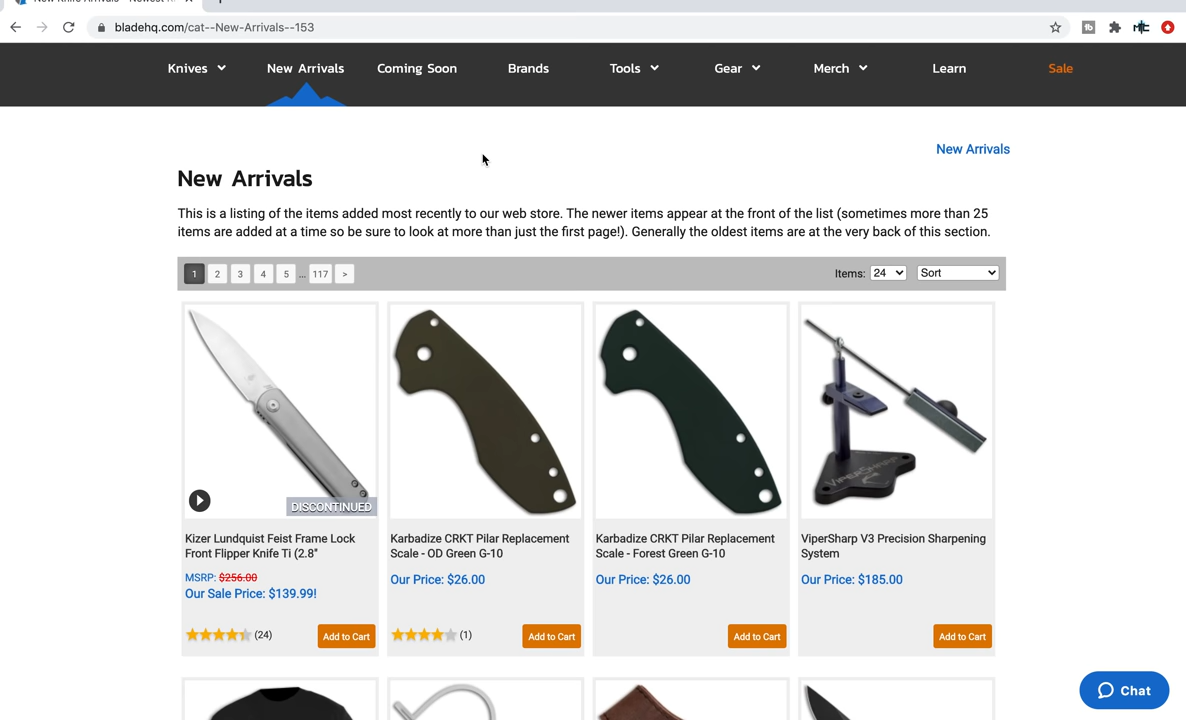 bladehq.com/cat--New-Arrivals--153
Knives New Arrivals Coming Soon Brands Tools Gear Merch Learn Sale
New Arrivals
New Arrivals
This is a listing of the items added most recently to our web store. The newer items appear at the front of the list (sometimes more than 25
items are added at a time so be sure to look at more than just the first page!). Generally the oldest items are at the very back of this section.
1 2 3 4 5 ... 117 > Items: 24 Sort
DISCONTINUED
VIPERSHARP
Kizer Lundquist Feist Frame Lock
Front Flipper Knife Ti (2.8"
MSRP: $256.00
Our Sale Price: $139.99!
(24) Add to Cart
Karbadize CRKT Pilar Replacement
Scale - OD Green G-10
Our Price: $26.00
(1) Add to Cart
Karbadize CRKT Pilar Replacement
Scale - Forest Green G-10
Our Price: $26.00
Add to Cart
ViperSharp V3 Precision Sharpening
System
Our Price: $185.00
Add to Cart
Chat